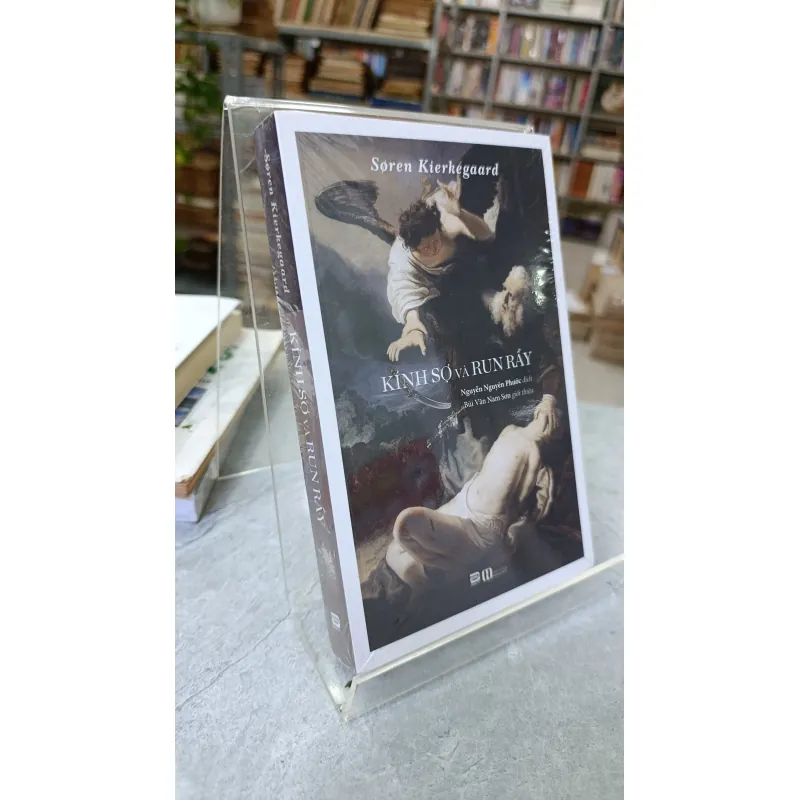 Søren Kierkegaard
KÍNH SỢ VÀ RUN RẨY
Nguyễn Nguyên Phước dịch
Bùi Văn Nam Sơn giới thiệu
Søren Kierkegaard
KÍNH SỢ VÀ RUN RẨY